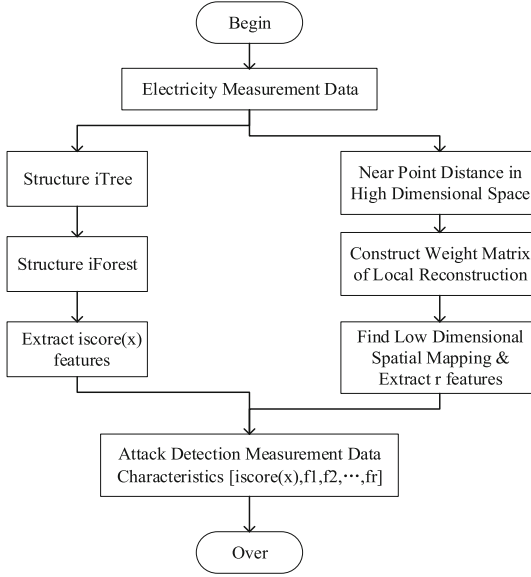 Begin
Electricity Measurement Data
Structure iTree
Structure iForest
Extract iscore(x)
features
Near Point Distance in
High Dimensional Space
Construct Weight Matrix
of Local Reconstruction
Find Low Dimensional
Spatial Mapping &
Extract r features
Attack Detection Measurement Data
Characteristics [iscore(x),f1,f2,⋯,fr]
Over